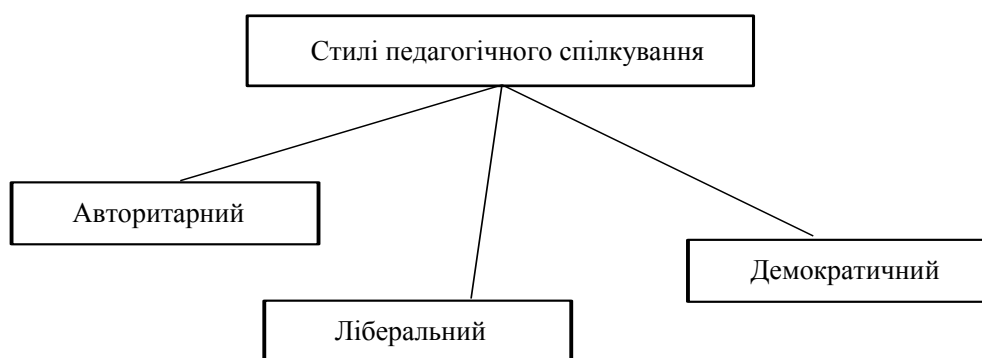 Стилі педагогічного спілкування
Авторитарний
Демократичний
Ліберальний